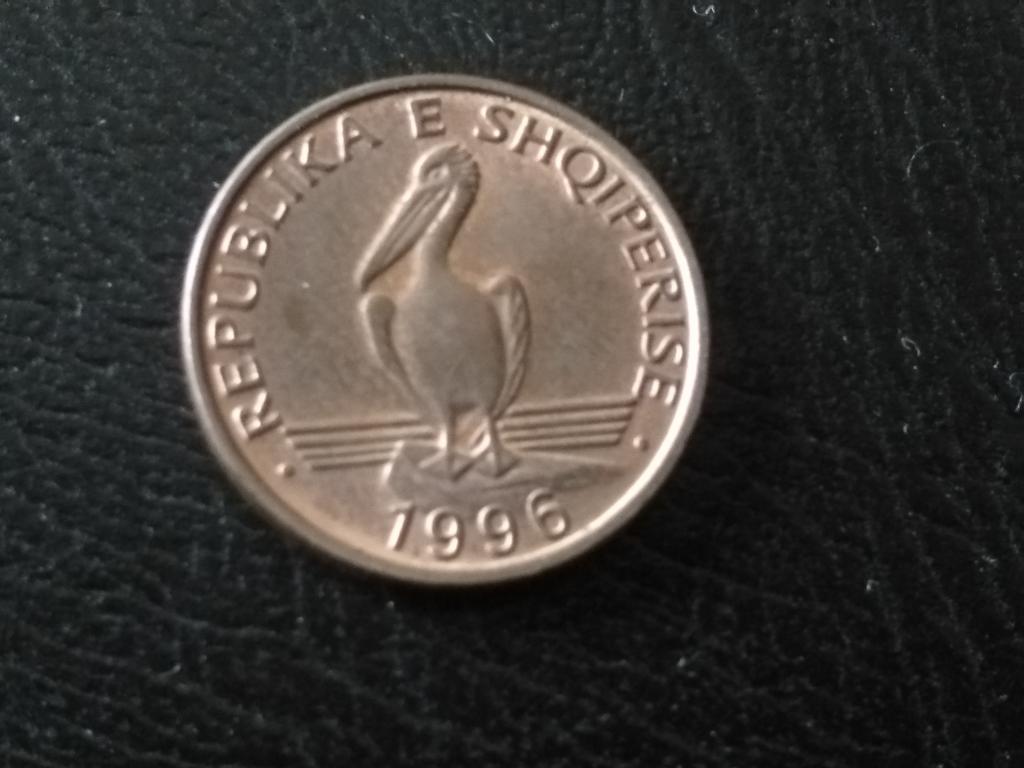 REPUBLIKA E SHQIPERISE
1996